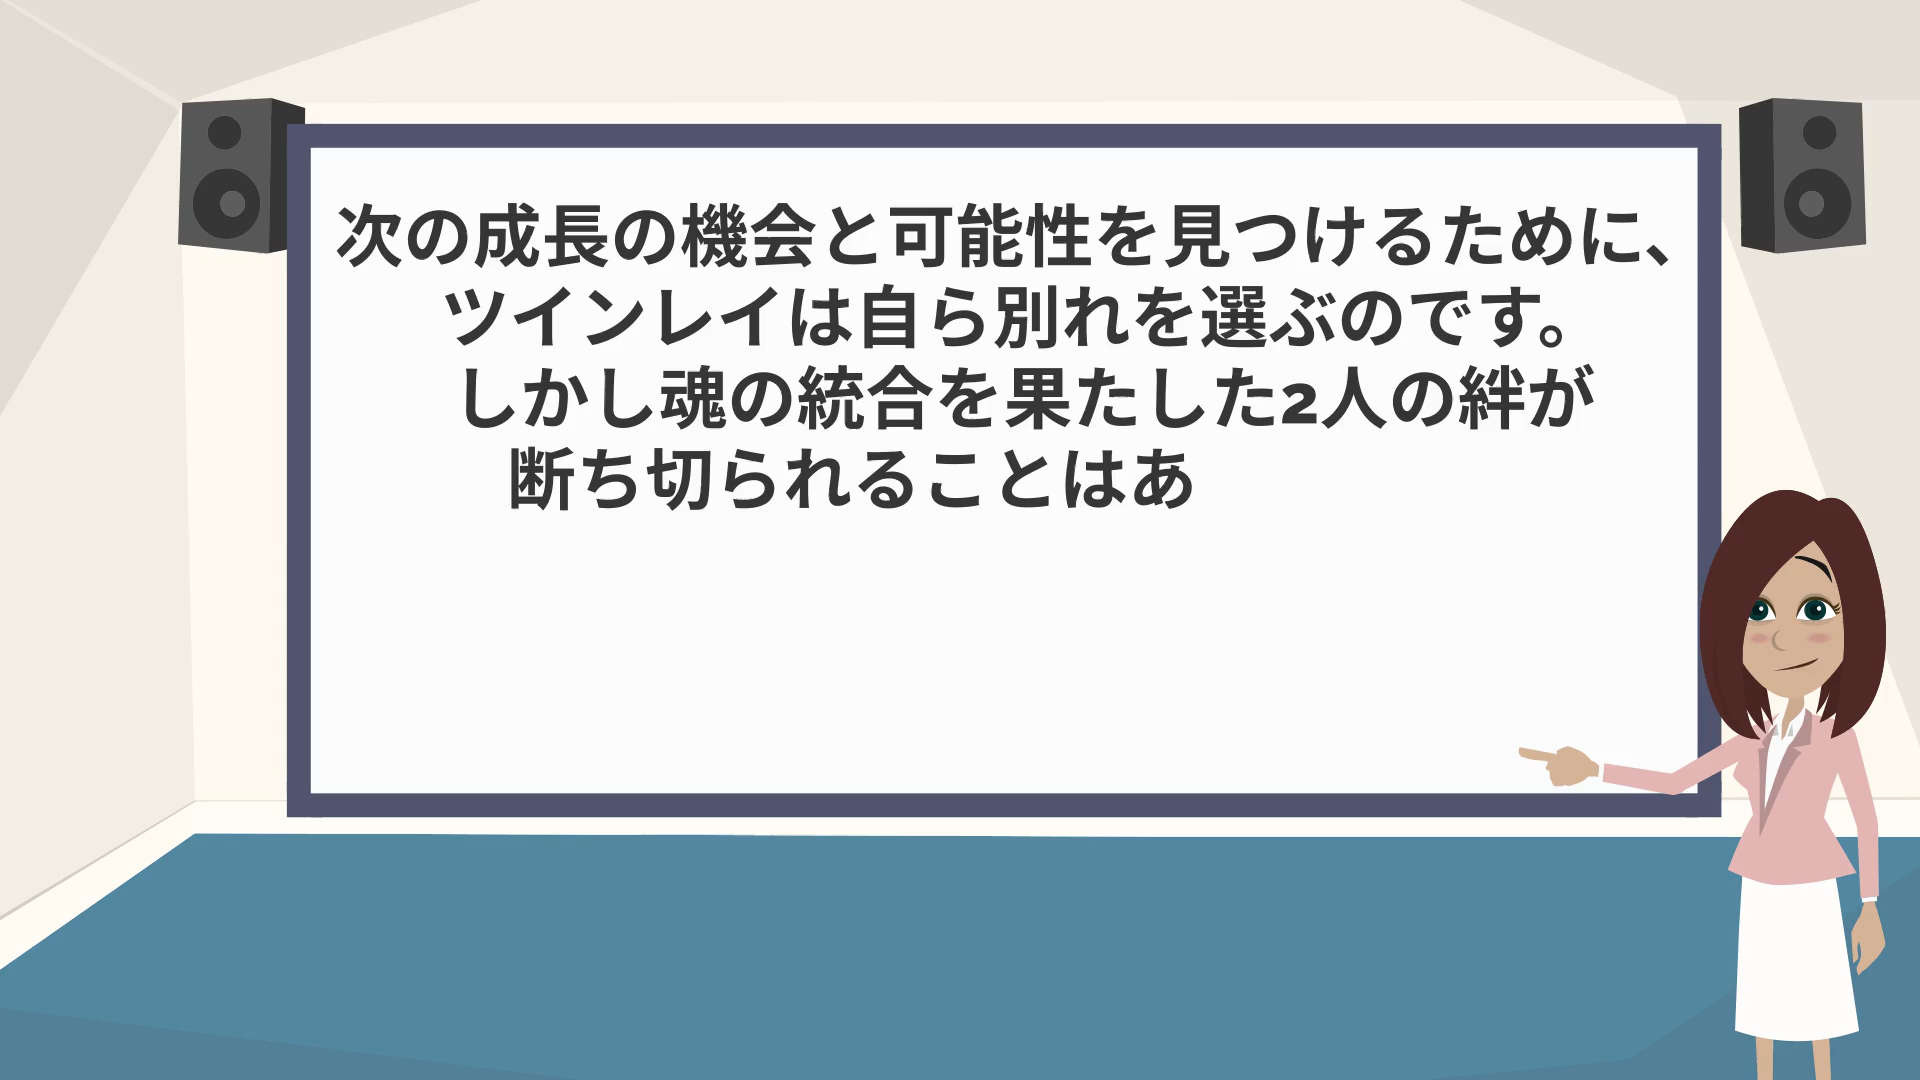 次の成長の機会と可能性を見つけるために、
ツインレイは自ら別れを選ぶのです。
しかし魂の統合を果たした2人の絆が
断ち切られることはあ